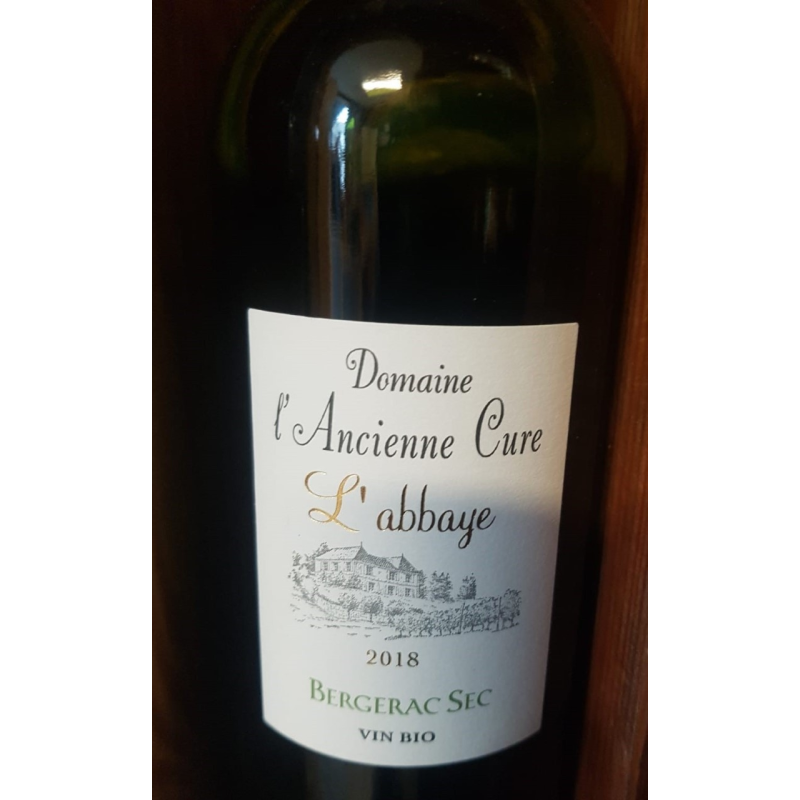 Domaine
l'Ancienne Cure
L'abbaye
2018
BERGERAC SEC
VIN BIO